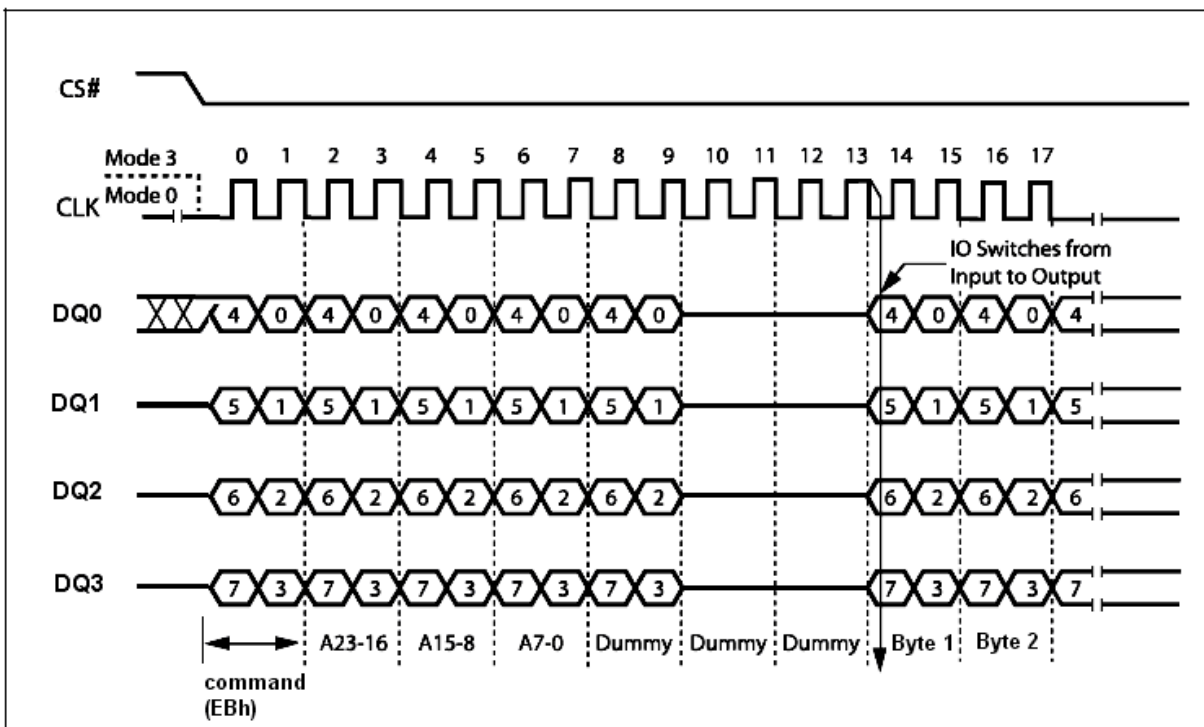 CS#
Mode 3
0 1 2 3 4 5 6 7 8 9 10 11 12 13 14 15 16 17
CLK
Mode 0
IO Switches from
Input to Output
DQ0
4 0 4 0 4 0 4 0 4 0 4 0 4 0 4
DQ1
5 1 5 1 5 1 5 1 5 1 5 1 5 1 5
DQ2
6 2 6 2 6 2 6 2 6 2 6 2 6 2 6
DQ3
7 3 7 3 7 3 7 3 7 3 7 3 7 3 7
A23-16 A15-8 A7-0 Dummy Dummy Dummy Byte 1 Byte 2
command
(EBh)